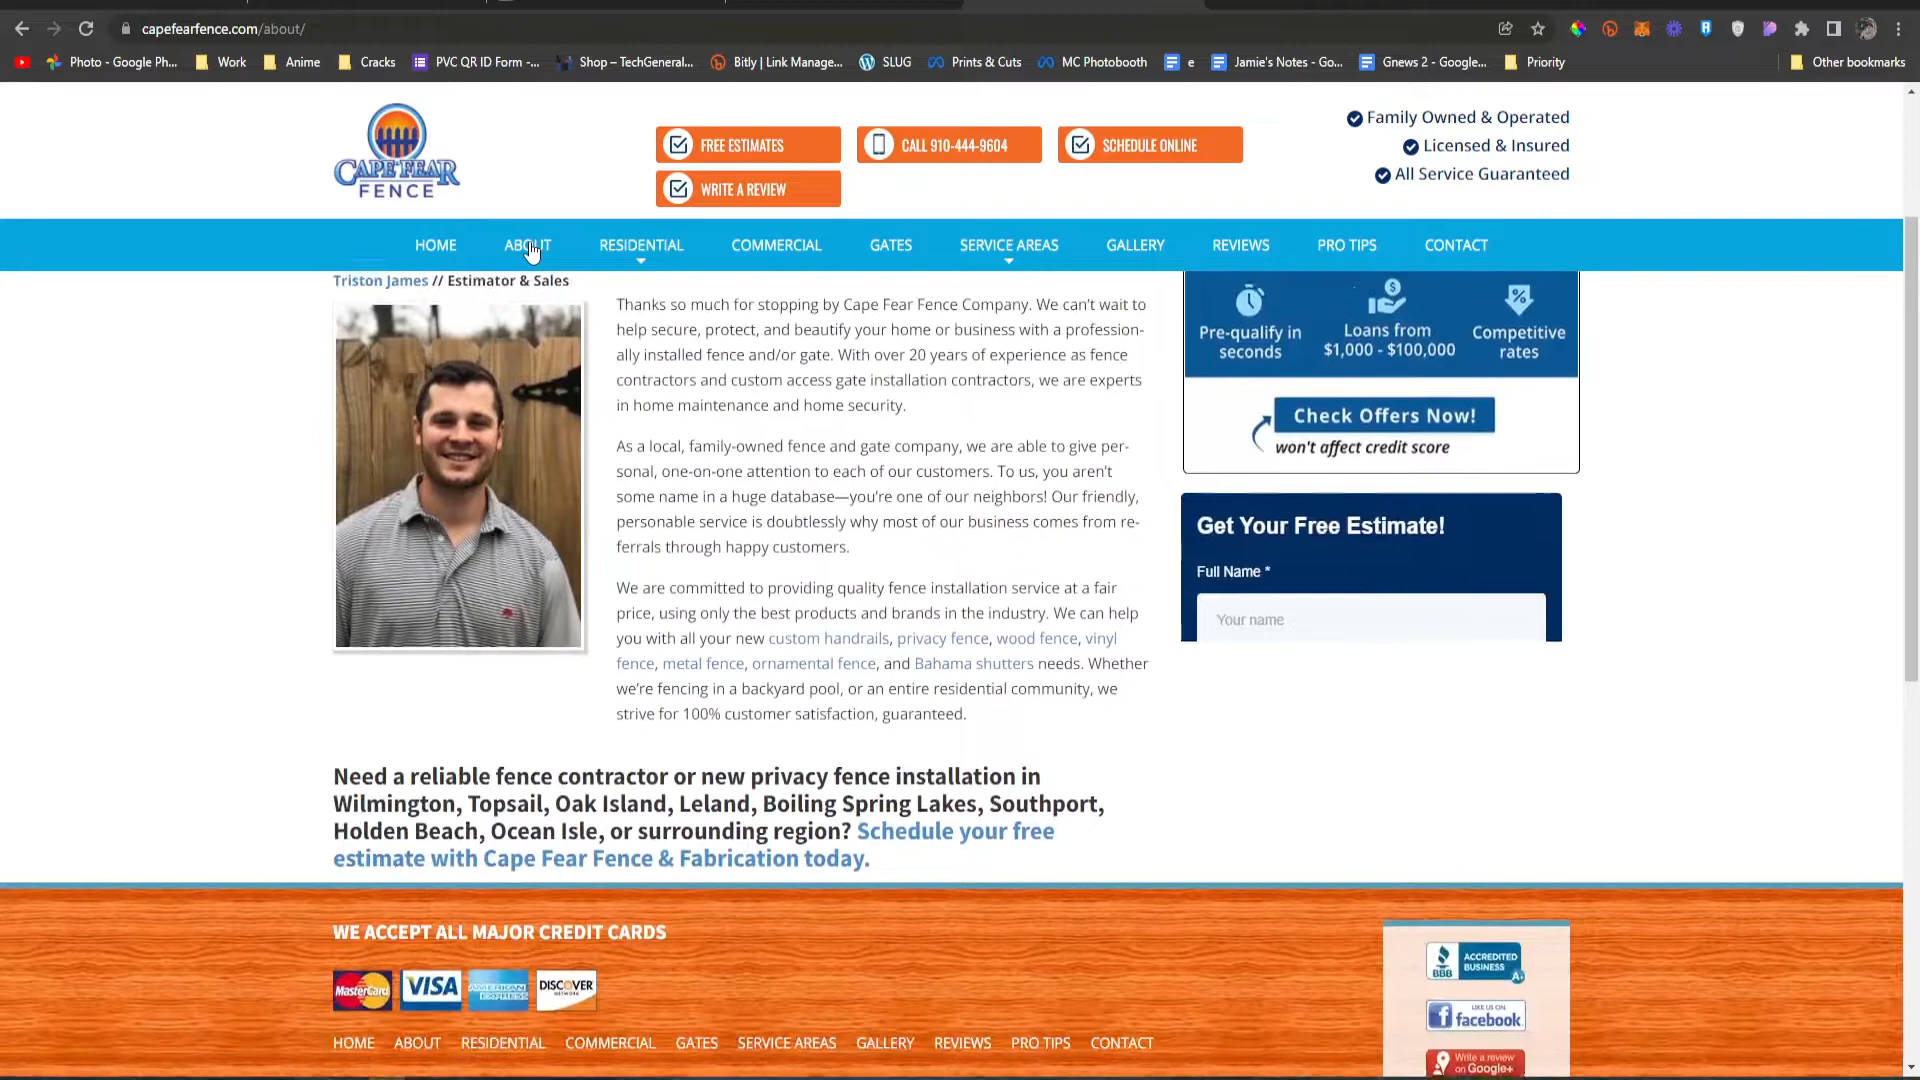 capefearfence.com/about/
Photo - Google Ph...
Work
Anime
Cracks
PVC QR ID Form -...
Shop – TechGeneral...
Bitly | Link Manage...
SLUG
Prints & Cuts
MC Photobooth
e
Jamie's Notes - Go...
Gnews 2 - Google...
Priority
Other bookmarks
CAPE FEAR
FENCE
FREE ESTIMATES
CALL 910-444-9604
SCHEDULE ONLINE
WRITE A REVIEW
Family Owned & Operated
Licensed & Insured
All Service Guaranteed
HOME
ABOUT
RESIDENTIAL
COMMERCIAL
GATES
SERVICE AREAS
GALLERY
REVIEWS
PRO TIPS
CONTACT
Triston James // Estimator & Sales
Thanks so much for stopping by Cape Fear Fence Company. We can't wait to
help secure, protect, and beautify your home or business with a profession-
ally installed fence and/or gate. With over 20 years of experience as fence
contractors and custom access gate installation contractors, we are experts
in home maintenance and home security.
As a local, family-owned fence and gate company, we are able to give per-
sonal, one-on-one attention to each of our customers. To us, you aren't
some name in a huge database—you're one of our neighbors! Our friendly,
personable service is doubtlessly why most of our business comes from re-
ferrals through happy customers.
We are committed to providing quality fence installation service at a fair
price, using only the best products and brands in the industry. We can help
you with all your new custom handrails, privacy fence, wood fence, vinyl
fence, metal fence, ornamental fence, and Bahama shutters needs. Whether
we're fencing in a backyard pool, or an entire residential community, we
strive for 100% customer satisfaction, guaranteed.
Pre-qualify in
seconds
Loans from
$1,000 - $100,000
Competitive
rates
Check Offers Now!
won't affect credit score
Get Your Free Estimate!
Full Name *
Your name
Need a reliable fence contractor or new privacy fence installation in
Wilmington, Topsail, Oak Island, Leland, Boiling Spring Lakes, Southport,
Holden Beach, Ocean Isle, or surrounding region? Schedule your free
estimate with Cape Fear Fence & Fabrication today.
WE ACCEPT ALL MAJOR CREDIT CARDS
MasterCard
VISA
AMERICAN
EXPRESS
DISCOVER
NETWORK
BBB
ACCREDITED
BUSINESS
A+
LIKE US ON
facebook
Write a review
on Google+
HOME
ABOUT
RESIDENTIAL
COMMERCIAL
GATES
SERVICE AREAS
GALLERY
REVIEWS
PRO TIPS
CONTACT